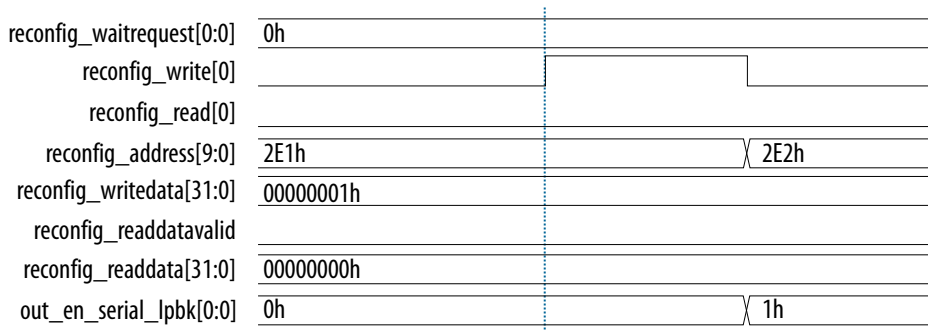 reconfig_waitrequest[0:0] 0h
reconfig_write[0]
reconfig_read[0]
reconfig_address[9:0] 2E1h 2E2h
reconfig_writedata[31:0] 00000001h
reconfig_readdatavalid
reconfig_readdata[31:0] 00000000h
out_en_serial_lpbk[0:0] 0h 1h